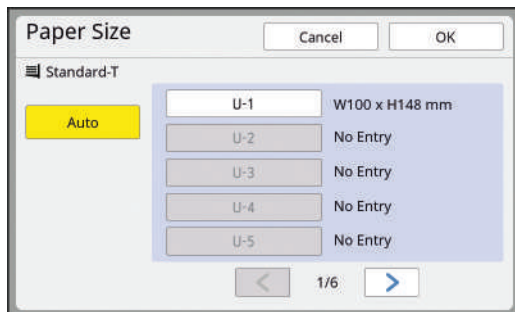 Paper Size
Cancel
OK
Standard-T
Auto
U-1
W100 x H148 mm
U-2
No Entry
U-3
No Entry
U-4
No Entry
U-5
No Entry
1/6